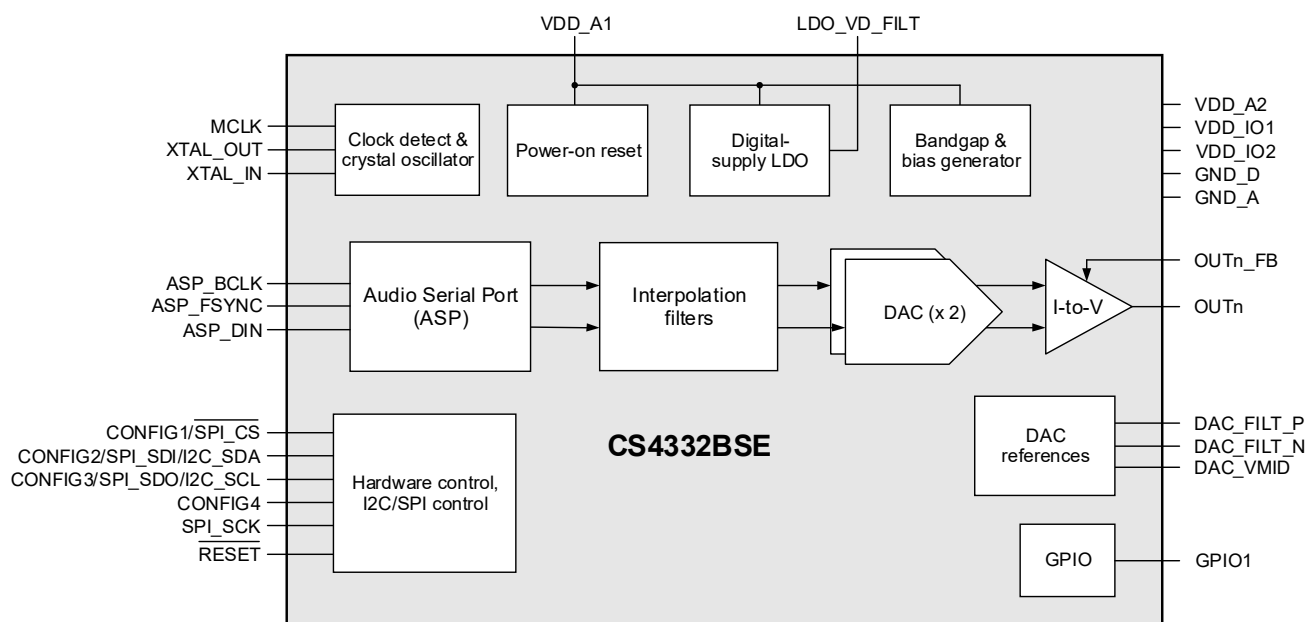 VDD_A1
LDO_VD_FILT
MCLK
XTAL_OUT
XTAL_IN
Clock detect &
crystal oscillator
Power-on reset
Digital-
supply LDO
Bandgap &
bias generator
VDD_A2
VDD_IO1
VDD_IO2
GND_D
GND_A
ASP_BCLK
ASP_FSYNC
ASP_DIN
Audio Serial Port
(ASP)
Interpolation
filters
DAC (x 2)
I-to-V
OUTn_FB
OUTn
CONFIG1/SPI_CS
CONFIG2/SPI_SDI/I2C_SDA
CONFIG3/SPI_SDO/I2C_SCL
CONFIG4
SPI_SCK
RESET
Hardware control,
I2C/SPI control
CS4332BSE
DAC
references
DAC_FILT_P
DAC_FILT_N
DAC_VMID
GPIO
GPIO1